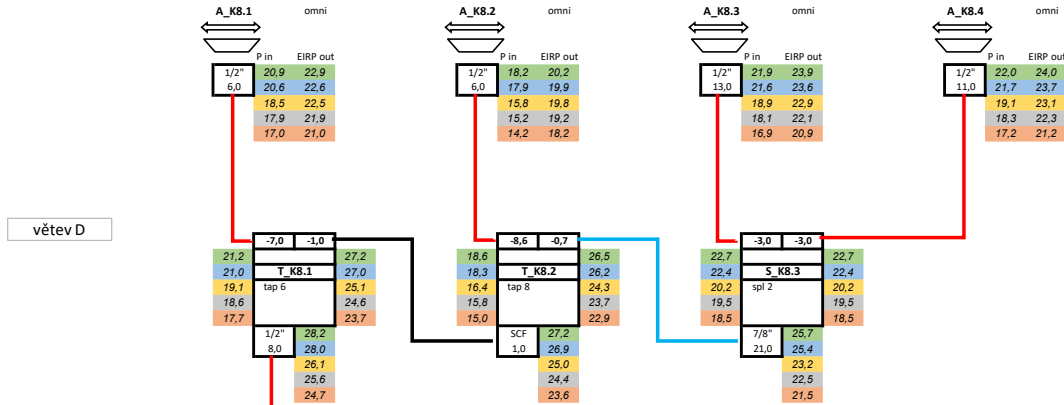 A_K8.1 omni A_K8.2 omni A_K8.3 omni A_K8.4 omni
P in EIRP out P in EIRP out P in EIRP out P in EIRP out
1/2" 20,9 22,9 1/2" 18,2 20,2 1/2" 21,9 23,9 1/2" 22,0 24,0
6,0 20,6 22,6 6,0 17,9 19,9 13,0 21,6 23,6 11,0 21,7 23,7
18,5 22,5 15,8 19,8 18,9 22,9 19,1 23,1
17,9 21,9 15,2 19,2 18,1 22,1 18,3 22,3
17,0 21,0 14,2 18,2 16,9 20,9 17,2 21,2
větev D
-7,0 -1,0 -8,6 -0,7 -3,0 -3,0
21,2 27,2 18,6 26,5 22,7 22,7
21,0 T_K8.1 27,0 18,3 T_K8.2 26,2 22,4 S_K8.3 22,4
19,1 tap 6 25,1 16,4 tap 8 24,3 20,2 spl 2 20,2
18,6 24,6 15,8 23,7 19,5 19,5
17,7 23,7 15,0 22,9 18,5 18,5
1/2" 28,2 SCF 27,2 7/8" 25,7
8,0 28,0 1,0 26,9 21,0 25,4
26,1 25,0 23,2
25,6 24,4 22,5
24,7 23,6 21,5